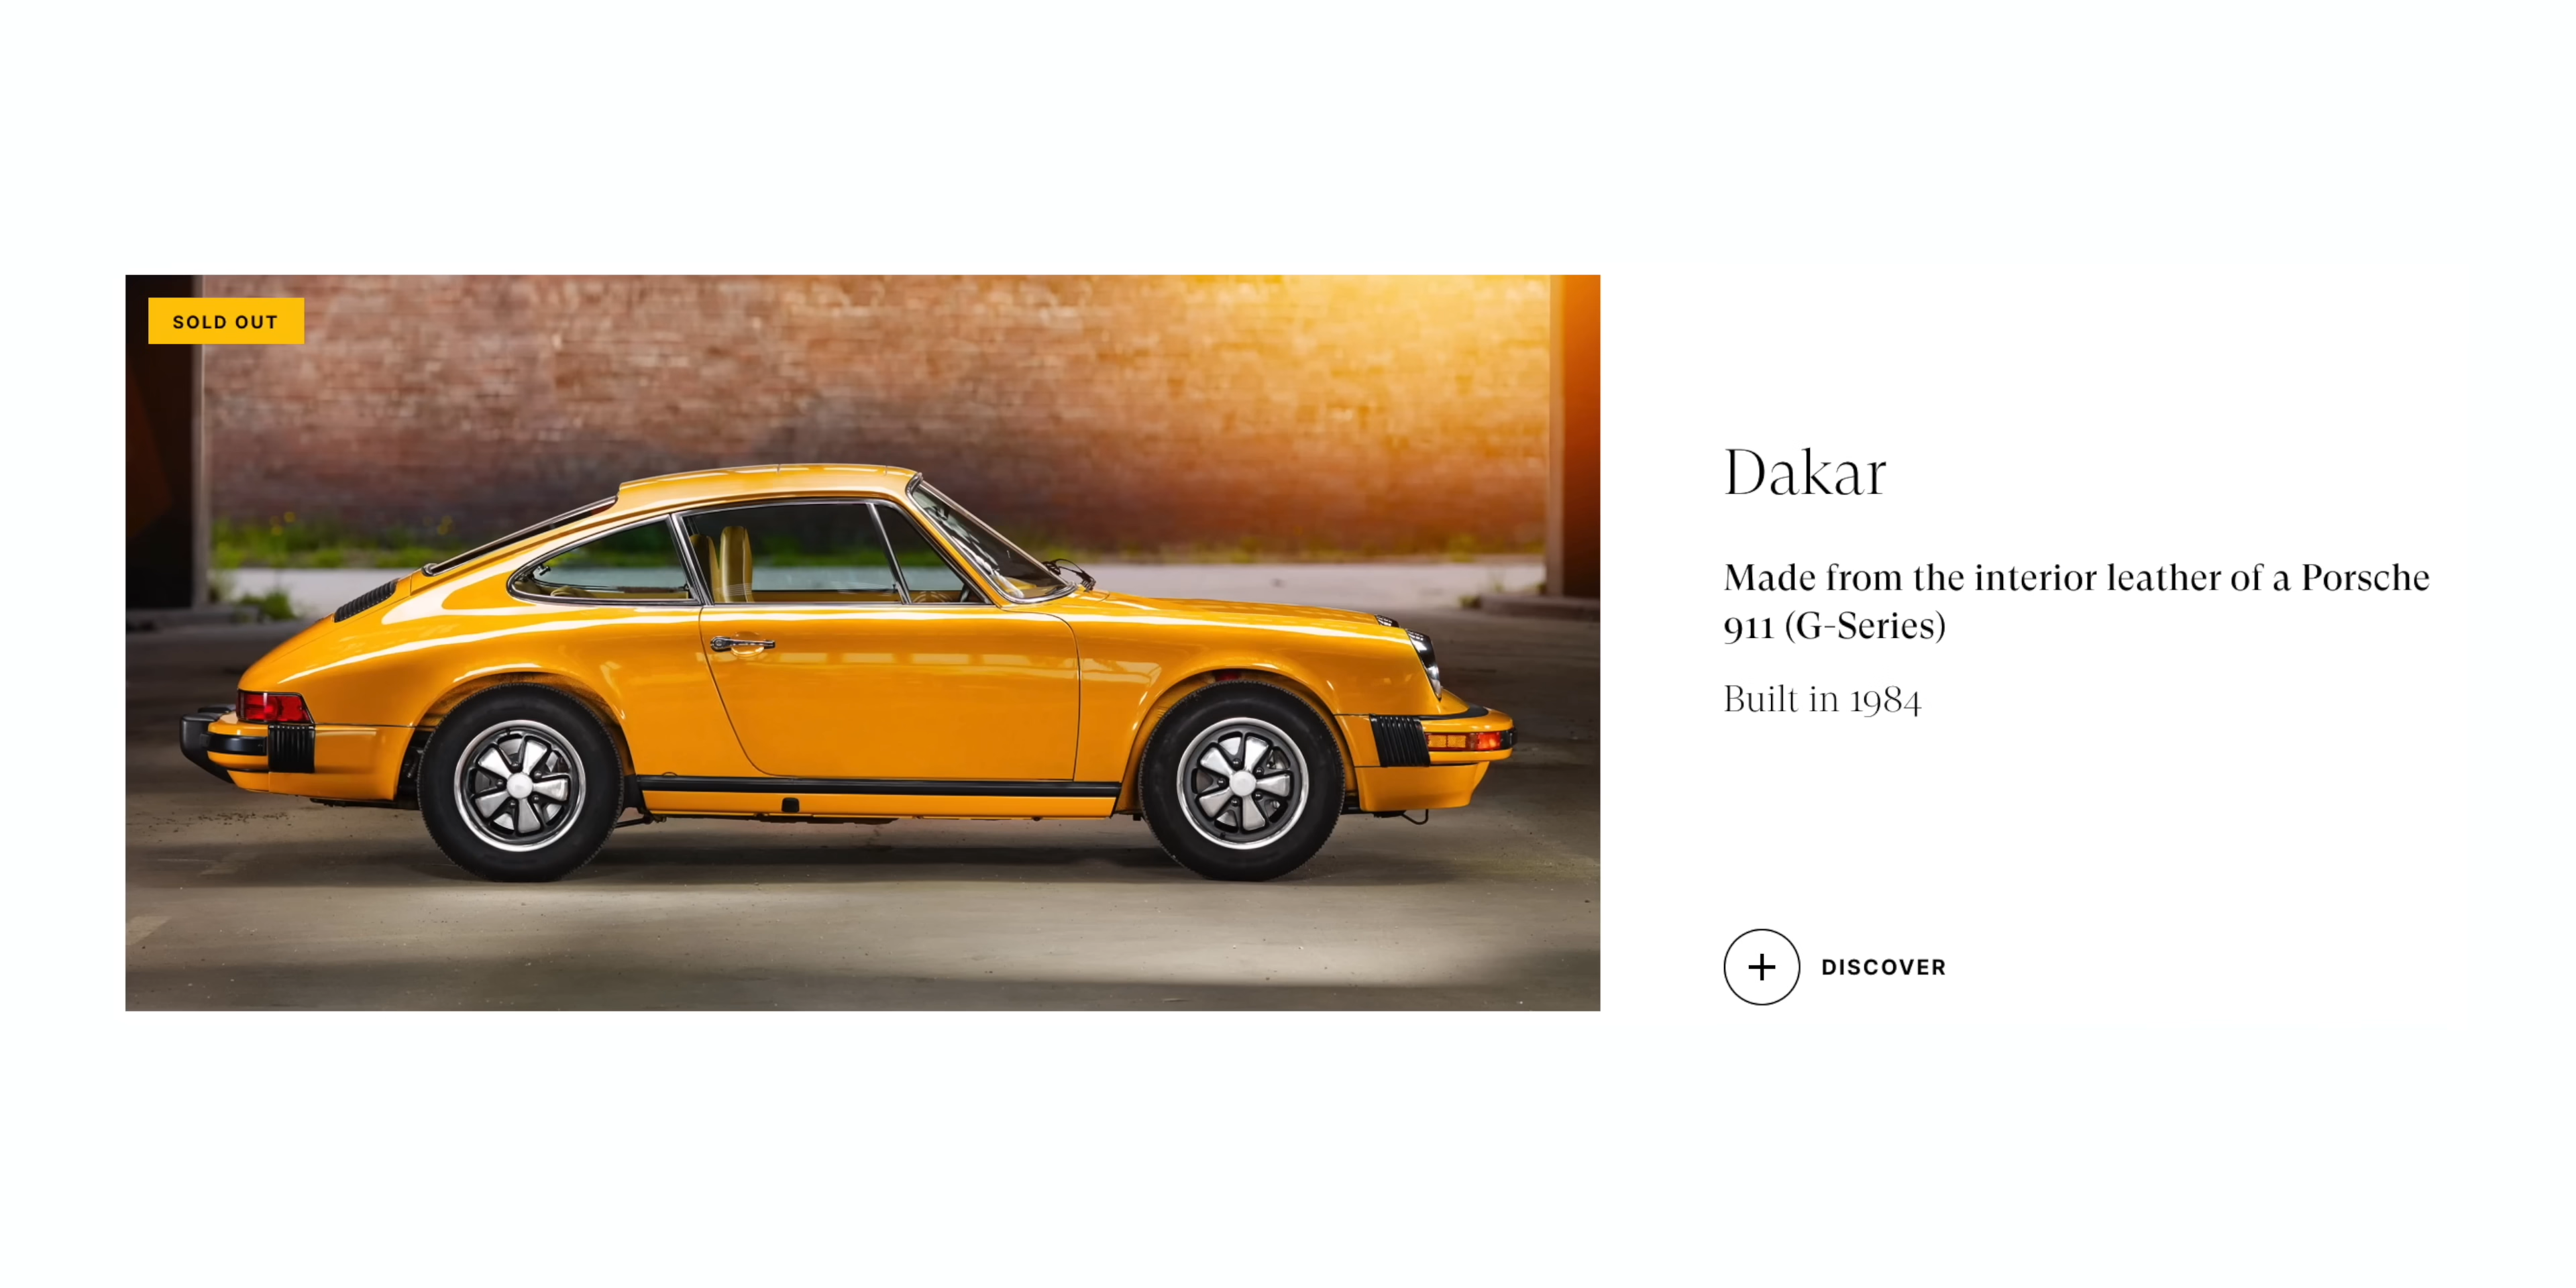 SOLD OUT
Dakar
Made from the interior leather of a Porsche
911 (G-Series)
Built in 1984
DISCOVER